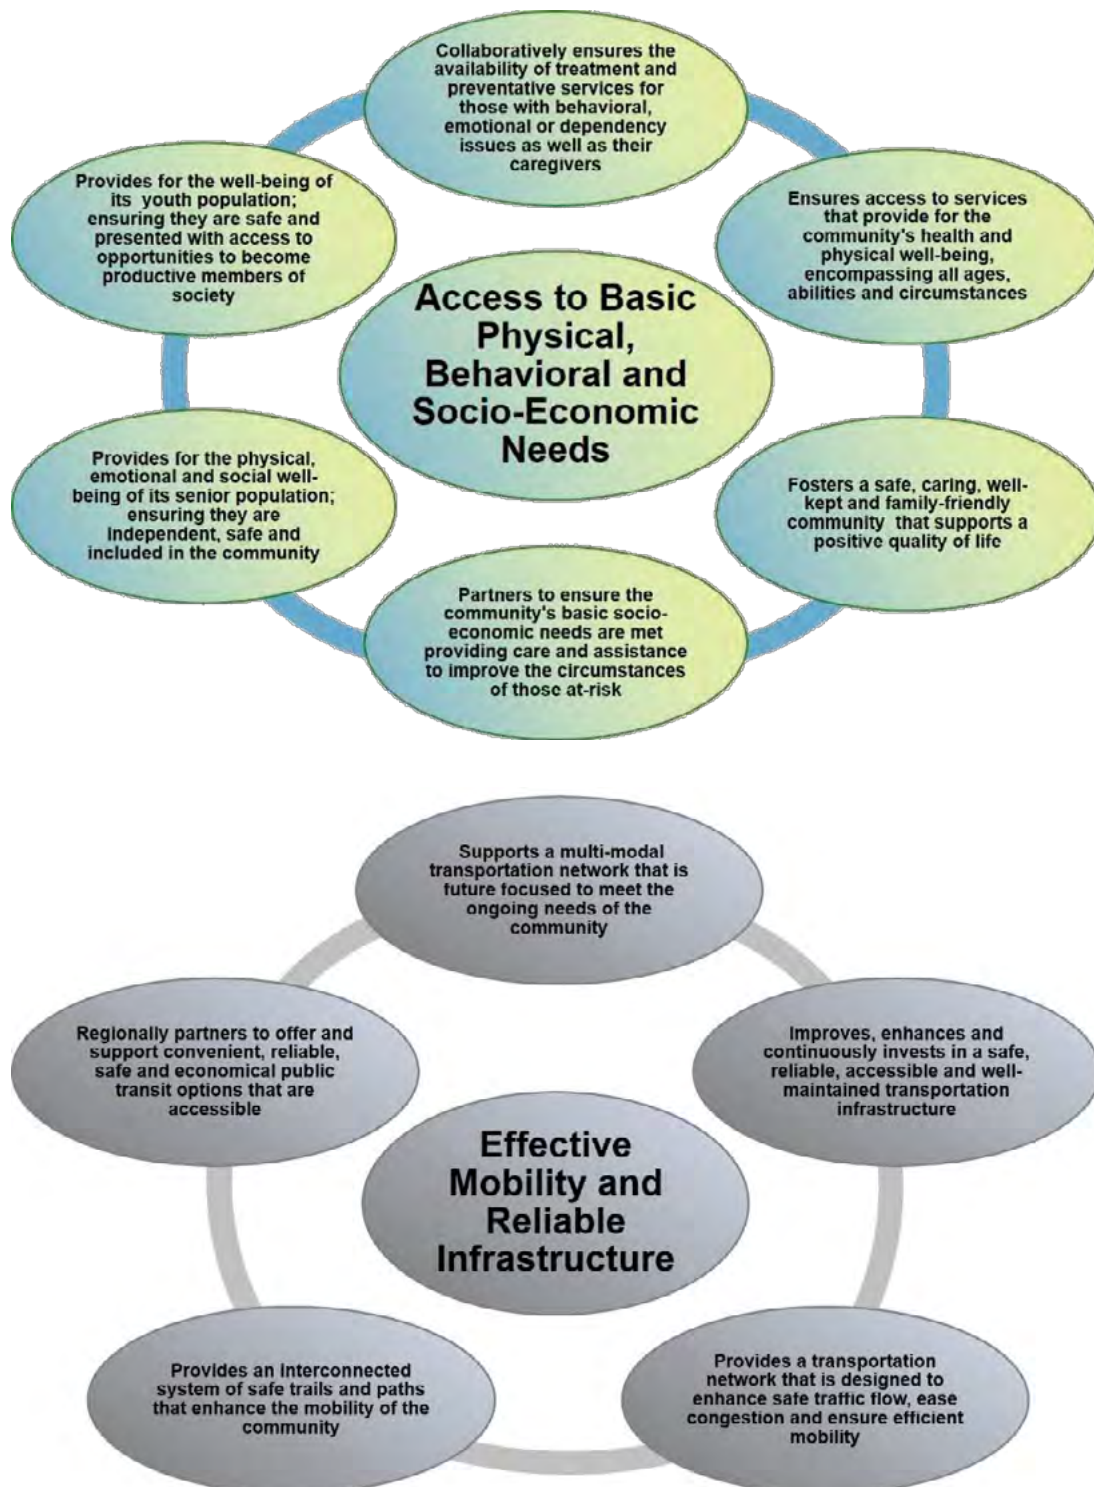 Collaboratively ensures the
availability of treatment and
preventative services for
those with behavioral,
emotional or dependency
issues as well as their
caregivers
Ensures access to services
that provide for the
community's health and
physical well-being,
encompassing all ages,
abilities and circumstances
Fosters a safe, caring, well-
kept and family-friendly
community that supports a
positive quality of life
Partners to ensure the
community's basic socio-
economic needs are met
providing care and assistance
to improve the circumstances
of those at-risk
Provides for the physical,
emotional and social well-
being of its senior population;
ensuring they are
independent, safe and
included in the community
Provides for the well-being of
its youth population;
ensuring they are safe and
presented with access to
opportunities to become
productive members of
society
Access to Basic
Physical,
Behavioral and
Socio-Economic
Needs
Supports a multi-modal
transportation network that is
future focused to meet the
ongoing needs of the
community
Improves, enhances and
continuously invests in a safe,
reliable, accessible and well-
maintained transportation
infrastructure
Provides a transportation
network that is designed to
enhance safe traffic flow, ease
congestion and ensure efficient
mobility
Provides an interconnected
system of safe trails and paths
that enhance the mobility of the
community
Regionally partners to offer and
support convenient, reliable,
safe and economical public
transit options that are
accessible
Effective
Mobility and
Reliable
Infrastructure